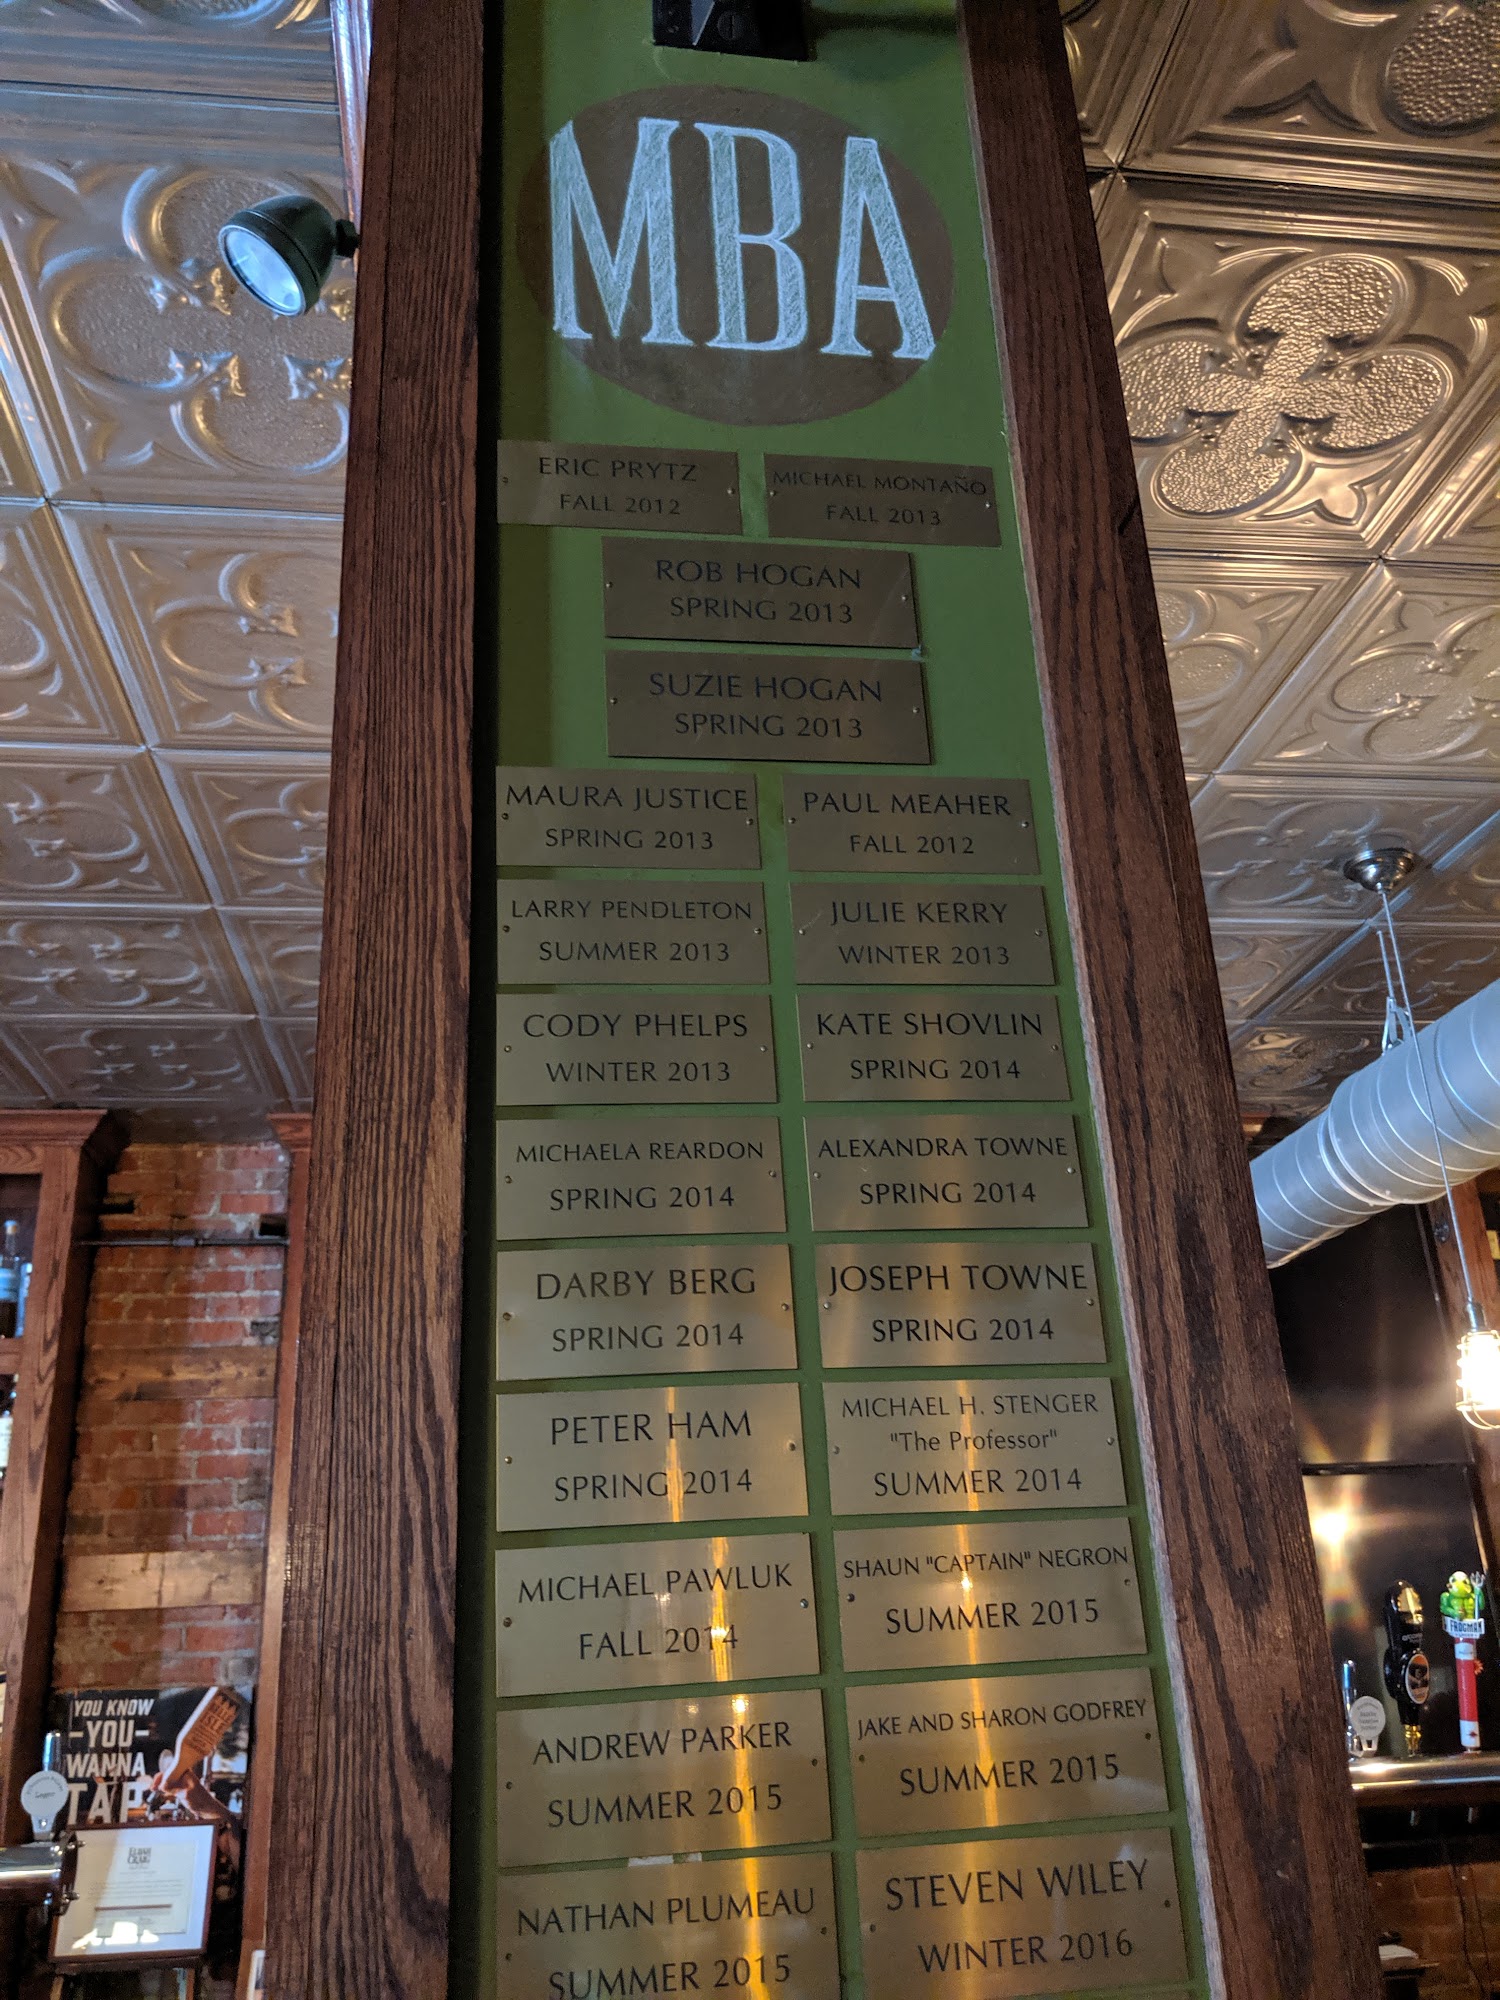 MBA
ERIC PRYTZ
FALL 2012
MICHAEL MONTAÑO
FALL 2013
ROB HOGAN
SPRING 2013
SUZIE HOGAN
SPRING 2013
MAURA JUSTICE
SPRING 2013
PAUL MEAHER
FALL 2012
LARRY PENDLETON
SUMMER 2013
JULIE KERRY
WINTER 2013
CODY PHELPS
WINTER 2013
KATE SHOVLIN
SPRING 2014
MICHAELA REARDON
SPRING 2014
ALEXANDRA TOWNE
SPRING 2014
DARBY BERG
SPRING 2014
JOSEPH TOWNE
SPRING 2014
PETER HAM
SPRING 2014
MICHAEL H. STENGER
"The Professor"
SUMMER 2014
MICHAEL PAWLUK
FALL 2014
SHAUN "CAPTAIN" NEGRON
SUMMER 2015
ANDREW PARKER
SUMMER 2015
JAKE AND SHARON GODFREY
SUMMER 2015
NATHAN PLUMEAU
SUMMER 2015
STEVEN WILEY
WINTER 2016
YOU KNOW
-YOU-
WANNA
TAP
ELIJAH
CRAIG
FROGMAN